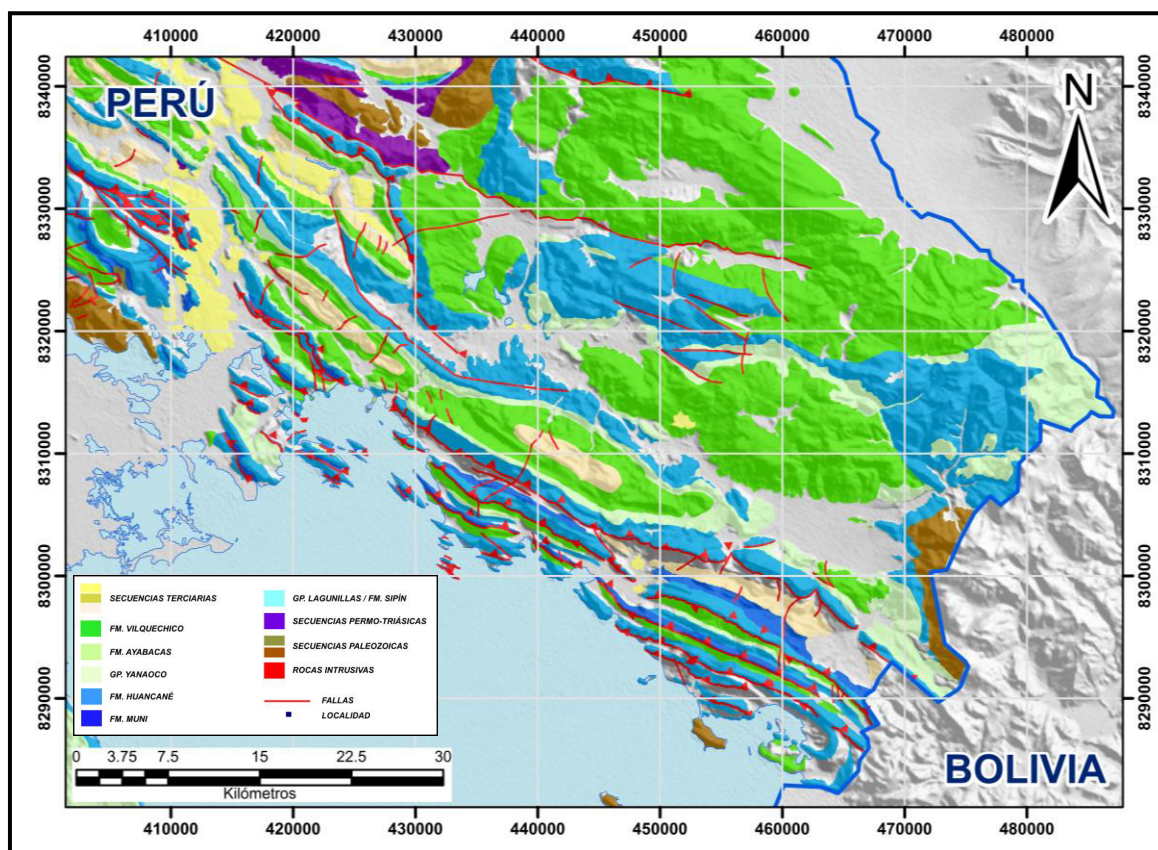 410000 420000 430000 440000 450000 460000 470000 480000
8340000 8340000
PERÚ
N
8330000 8330000
8320000 8320000
8310000 8310000
8300000 8300000
SECUENCIAS TERCIARIAS
FM. VILQUECHICO
FM. AYABACAS
GP. YANAOCO
FM. HUANCANÉ
FM. MUNI
GP. LAGUNILLAS / FM. SIPÍN
SECUENCIAS PERMO-TRIÁSICAS
SECUENCIAS PALEOZOICAS
ROCAS INTRUSIVAS
FALLAS
LOCALIDAD
8290000 8290000
0 3.75 7.5 15 22.5 30
Kilómetros
BOLIVIA
410000 420000 430000 440000 450000 460000 470000 480000